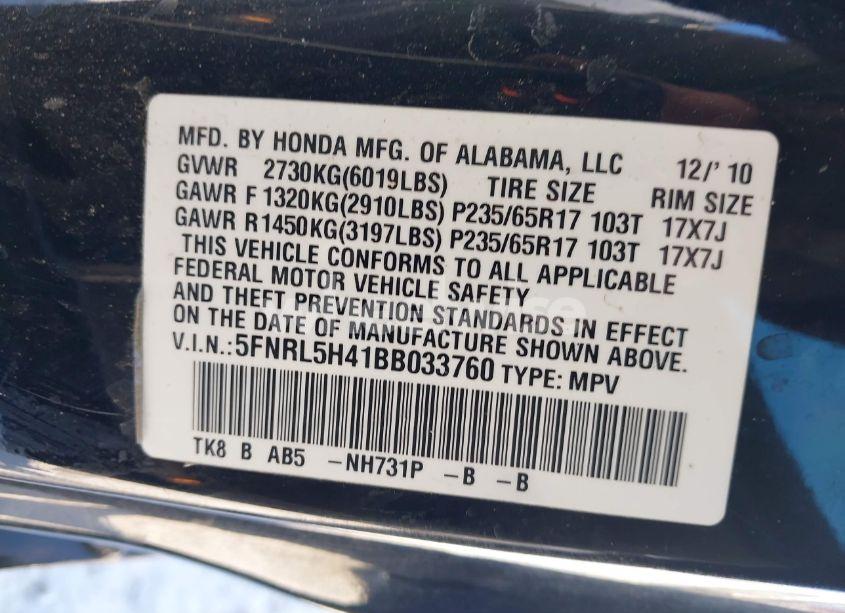 MFD. BY HONDA MFG. OF ALABAMA, LLC 12/' 10
GVWR 2730KG(6019LBS) TIRE SIZE RIM SIZE
GAWR F 1320KG(2910LBS) P235/65R17 103T 17X7J
GAWR R1450KG(3197LBS) P235/65R17 103T 17X7J
THIS VEHICLE CONFORMS TO ALL APPLICABLE
FEDERAL MOTOR VEHICLE SAFETY
AND THEFT PREVENTION STANDARDS IN EFFECT
ON THE DATE OF MANUFACTURE SHOWN ABOVE.
V.I.N.:5FNRL5H41BB033760 TYPE: MPV
TK8 B AB5 -NH731P -B -B